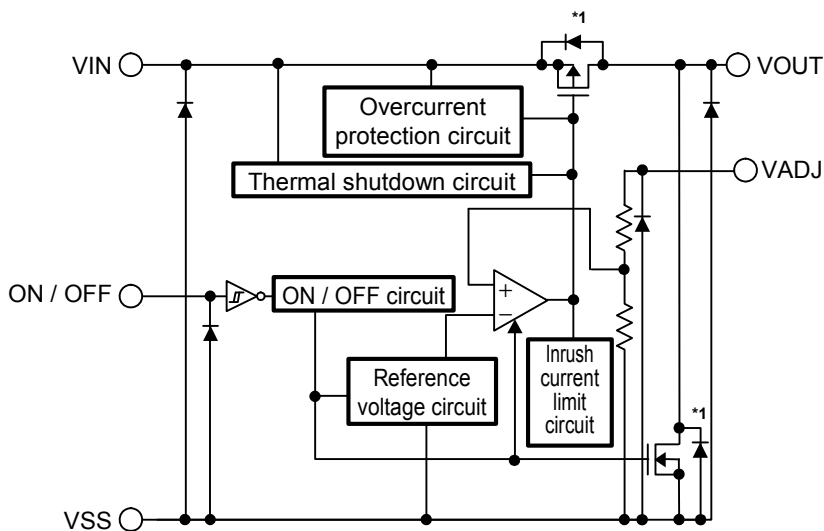 *1
VIN
VOUT
Overcurrent
protection circuit
VADJ
Thermal shutdown circuit
ON / OFF
ON / OFF circuit
+
−
Reference
voltage circuit
Inrush
current
limit
circuit
*1
VSS